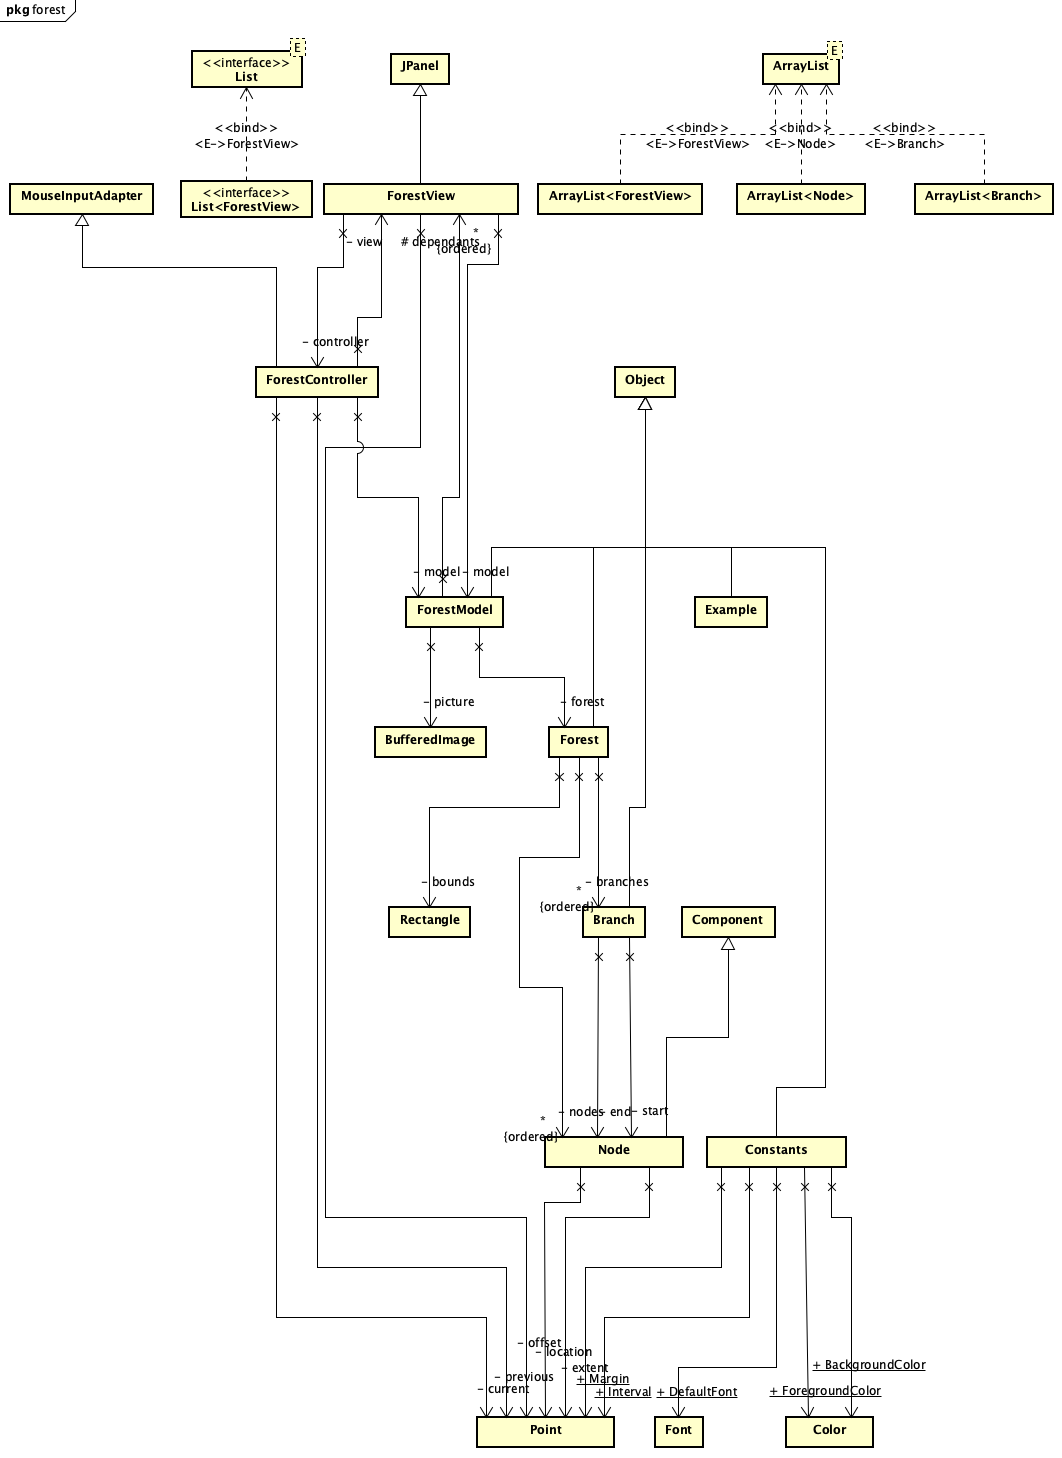 pkg forest
E
<<interface>>
List
JPanel
E
ArrayList
<<bind>>
<E->ForestView>
<<bind>>
<E->ForestView>
<<bind>>
<E->Node>
<<bind>>
<E->Branch>
MouseInputAdapter
<<interface>>
List<ForestView>
ForestView
ArrayList<ForestView>
ArrayList<Node>
ArrayList<Branch>
- view
# dependants
*
{ordered}
- controller
ForestController
Object
- model
- model
ForestModel
Example
- picture
- forest
BufferedImage
Forest
- bounds
- branches
*
{ordered}
Rectangle
Branch
Component
- nodes
- end
- start
*
{ordered}
Node
Constants
- offset
- location
- extent
+ Margin
+ BackgroundColor
- previous
- current
+ Interval
+ DefaultFont
+ ForegroundColor
Point
Font
Color